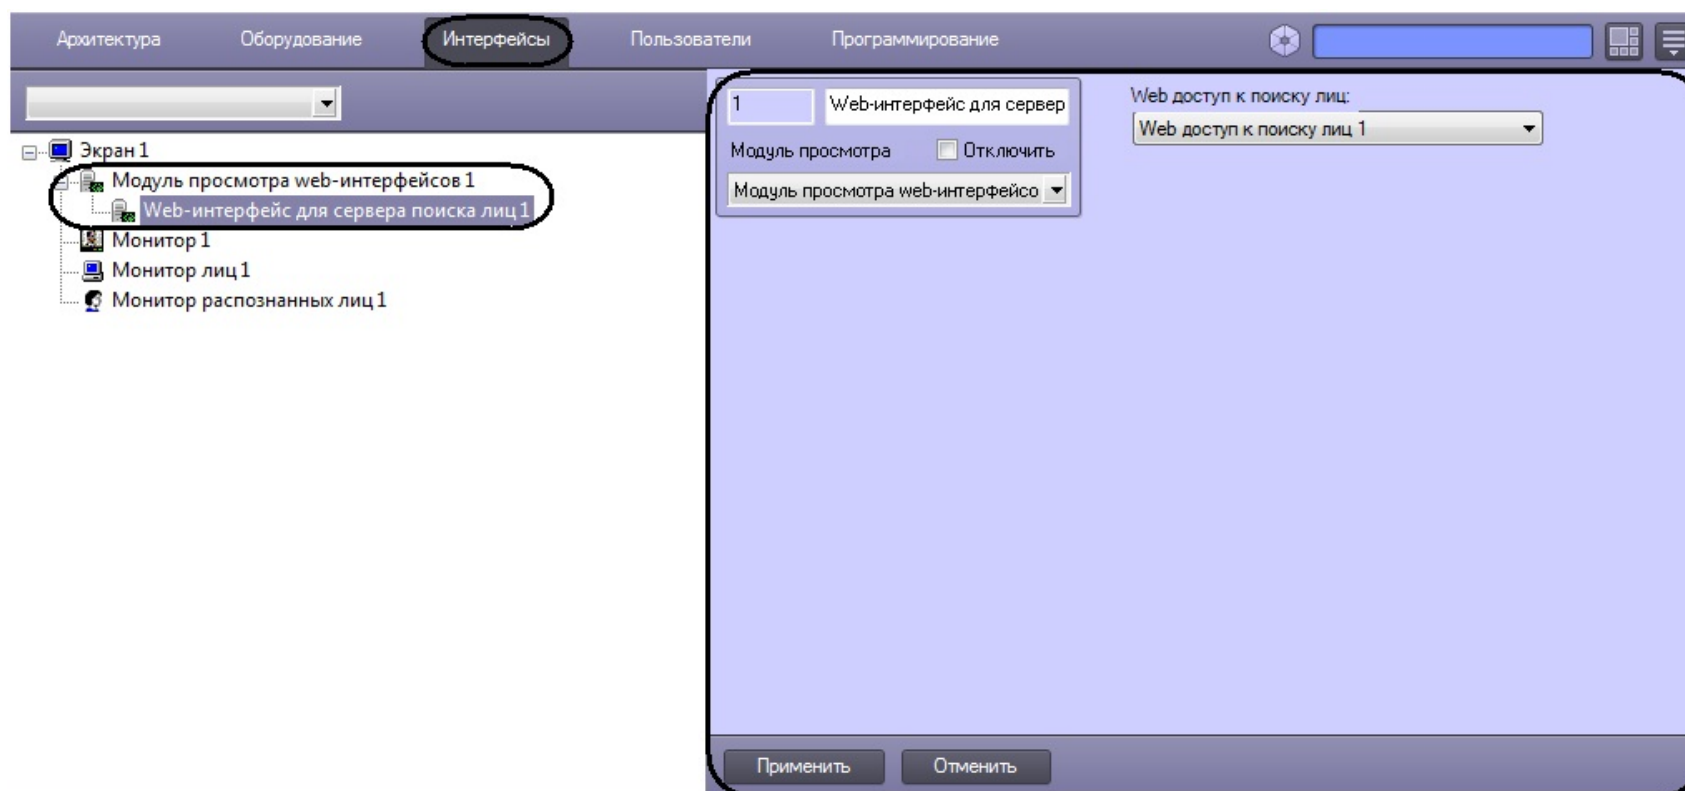 Архитектура Оборудование Интерфейсы Пользователи Программирование
Экран 1
Модуль просмотра web-интерфейсов 1
Web-интерфейс для сервера поиска лиц 1
Монитор 1
Монитор лиц 1
Монитор распознанных лиц 1
1 Web-интерфейс для сервер
Модуль просмотра Отключить
Модуль просмотра web-интерфейсо
Web доступ к поиску лиц:
Web доступ к поиску лиц 1
Применить Отменить